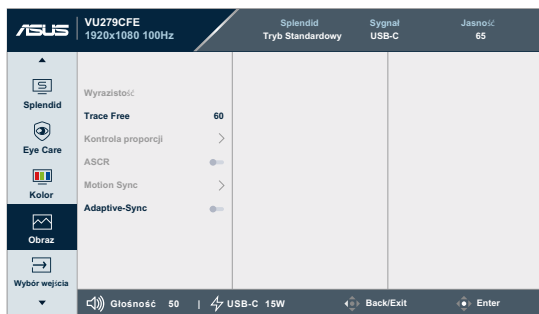 ASUS
VU279CFE
1920x1080 100Hz
Splendid
Tryb Standardowy
Sygnał
USB-C
Jasność
65
Splendid
Eye Care
Kolor
Obraz
Wybór wejścia
Wyrazistość
Trace Free 60
Kontrola proporcji
ASCR
Motion Sync
Adaptive-Sync
Głośność 50 | USB-C 15W Back/Exit Enter